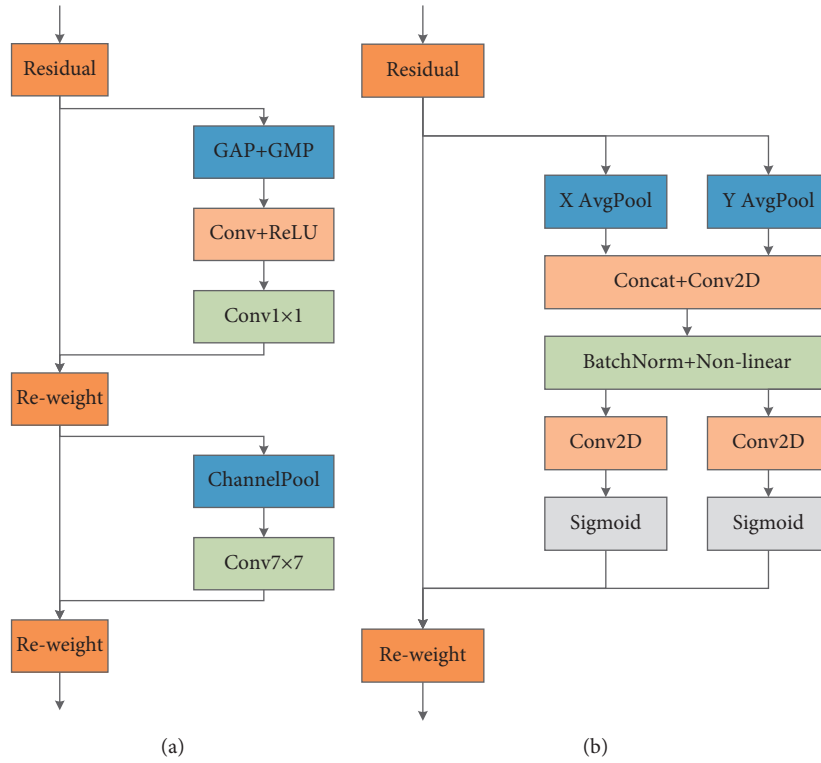 Residual
GAP+GMP
Conv+ReLU
Conv1×1
Re-weight
ChannelPool
Conv7×7
Re-weight
(a)
Residual
X AvgPool
Y AvgPool
Concat+Conv2D
BatchNorm+Non-linear
Conv2D
Conv2D
Sigmoid
Sigmoid
Re-weight
(b)